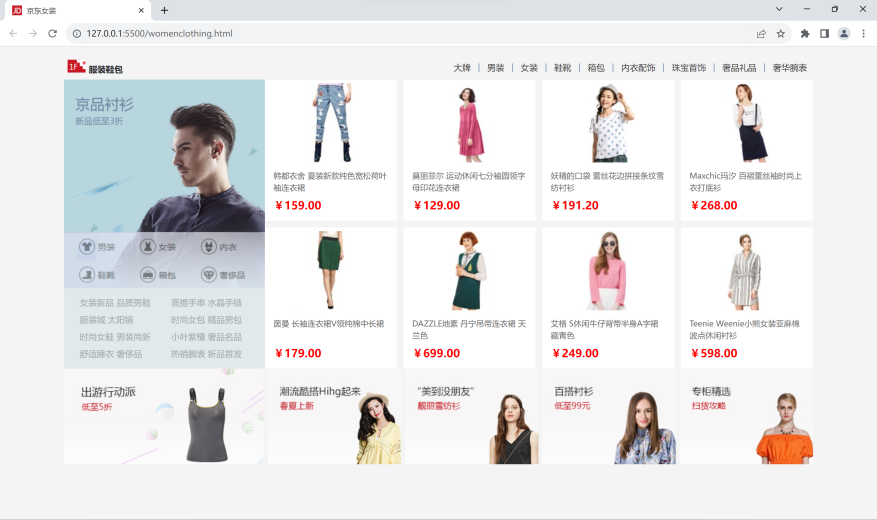 京东女装
127.0.0.1:5500/womenclothing.html
1F 服装鞋包
大牌 | 男装 | 女装 | 鞋靴 | 箱包 | 内衣配饰 | 珠宝首饰 | 奢品礼品 | 奢华腕表
京品衬衫
新品低至3折
男装 女装 内衣
鞋靴 箱包 奢侈品
女装新品 品质男鞋 菩提手串 水晶手链
服装城 太阳镜 时尚女包 精品男包
时尚女鞋 男装尚新 小叶紫檀 奢品名品
舒适睡衣 奢侈品 热销腕表 新品首发
韩都衣舍 夏装新款纯色宽松荷叶
袖连衣裙
¥159.00
莫丽菲尔 运动休闲七分袖圆领字
母印花连衣裙
¥129.00
妖精的口袋 蕾丝花边拼接条纹雪
纺衬衫
¥191.20
Maxchic玛汐 百褶蕾丝袖时尚上
衣打底衫
¥268.00
茵曼 长袖连衣裙V领纯棉中长裙
¥179.00
DAZZLE地素 丹宁吊带连衣裙 天
兰色
¥699.00
艾格 S休闲牛仔背带半身A字裙
藏青色
¥249.00
Teenie Weenie小熊女装亚麻棉
波点休闲衬衫
¥598.00
出游行动派
低至5折
潮流酷搭Hihg起来
春夏上新
“美到没朋友”
靓丽雪纺衫
百搭衬衫
低至99元
专柜精选
扫货攻略